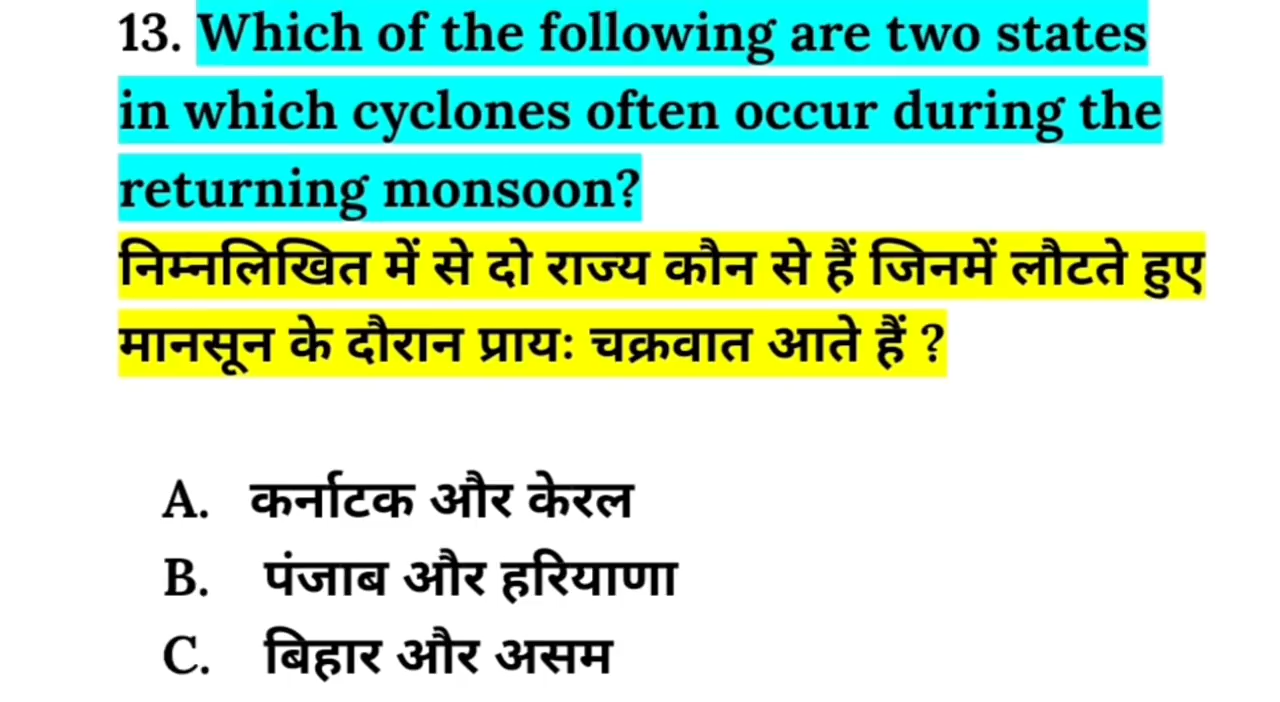 13. Which of the following are two states
in which cyclones often occur during the
returning monsoon?
निम्नलिखित में से दो राज्य कौन से हैं जिनमें लौटते हुए
मानसून के दौरान प्रायः चक्रवात आते हैं ?
A. कर्नाटक और केरल
B. पंजाब और हरियाणा
C. बिहार और असम